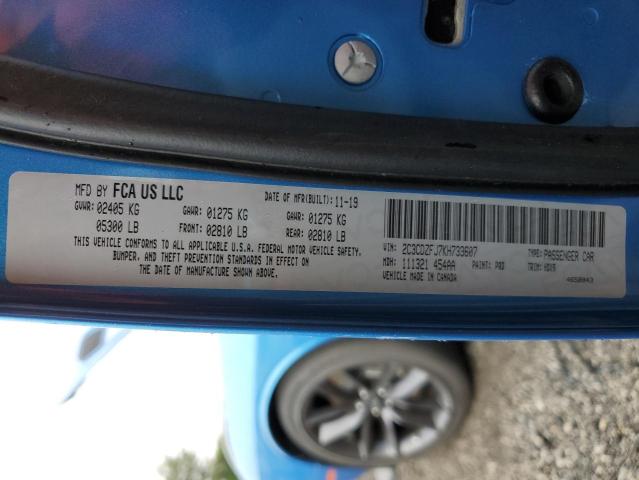 MFD BY FCA US LLC
DATE OF MFR(BUILT): 11-19
GVWR: 02405 KG GAWR: 01275 KG GAWR: 01275 KG
05300 LB FRONT: 02810 LB REAR: 02810 LB
THIS VEHICLE CONFORMS TO ALL APPLICABLE U.S.A. FEDERAL MOTOR VEHICLE SAFETY,
BUMPER, AND THEFT PREVENTION STANDARDS IN EFFECT ON
THE DATE OF MANUFACTURE SHOWN ABOVE.
VIN: 2C3CDZFJ7KH733607 TYPE: PASSENGER CAR
MDH: 111321 454AA PAINT: PQD TRIM: HDX9
VEHICLE MADE IN CANADA 4658043